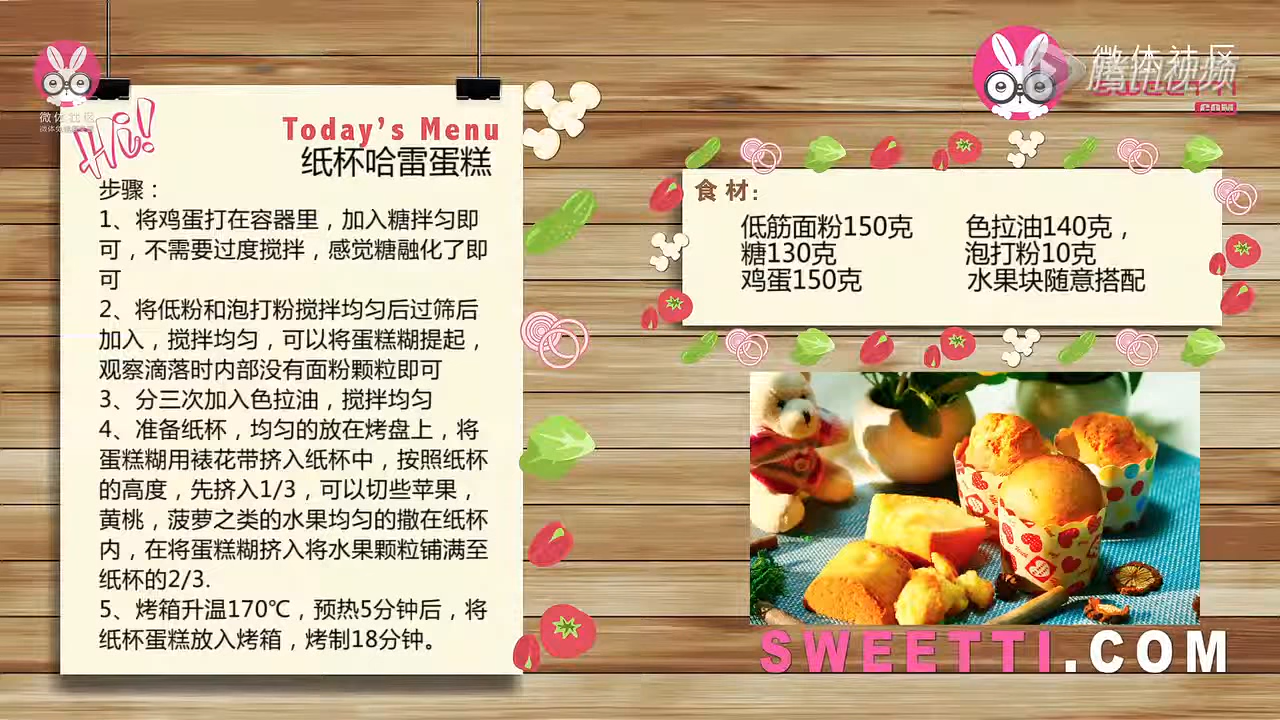 微体社区
Hi!
Today's Menu
纸杯哈雷蛋糕
步骤：
1、将鸡蛋打在容器里，加入糖拌匀即
可，不需要过度搅拌，感觉糖融化了即
可
2、将低粉和泡打粉搅拌均匀后过筛后
加入，搅拌均匀，可以将蛋糕糊提起，
观察滴落时内部没有面粉颗粒即可
3、分三次加入色拉油，搅拌均匀
4、准备纸杯，均匀的放在烤盘上，将
蛋糕糊用裱花带挤入纸杯中，按照纸杯
的高度，先挤入1/3，可以切些苹果，
黄桃，菠萝之类的水果均匀的撒在纸杯
内，在将蛋糕糊挤入将水果颗粒铺满至
纸杯的2/3.
5、烤箱升温170℃，预热5分钟后，将
纸杯蛋糕放入烤箱，烤制18分钟。
微体社区
腾讯视频
.COM
食材:
低筋面粉150克 色拉油140克，
糖130克 泡打粉10克
鸡蛋150克 水果块随意搭配
SWEETTI.COM